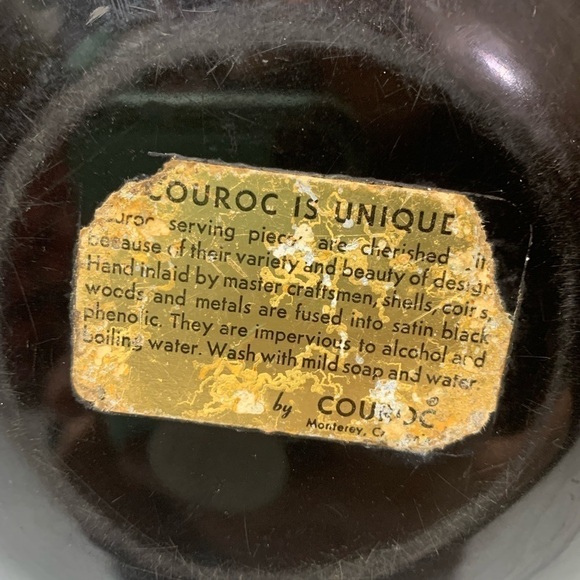 COUROC IS UNIQUE
Couroc serving pieces are cherished
because of their variety and beauty of design
Hand inlaid by master craftsmen, shells, coins,
woods and metals are fused into satin black
phenolic. They are impervious to alcohol and
boiling water. Wash with mild soap and water
by COUROC ©
Monterey,